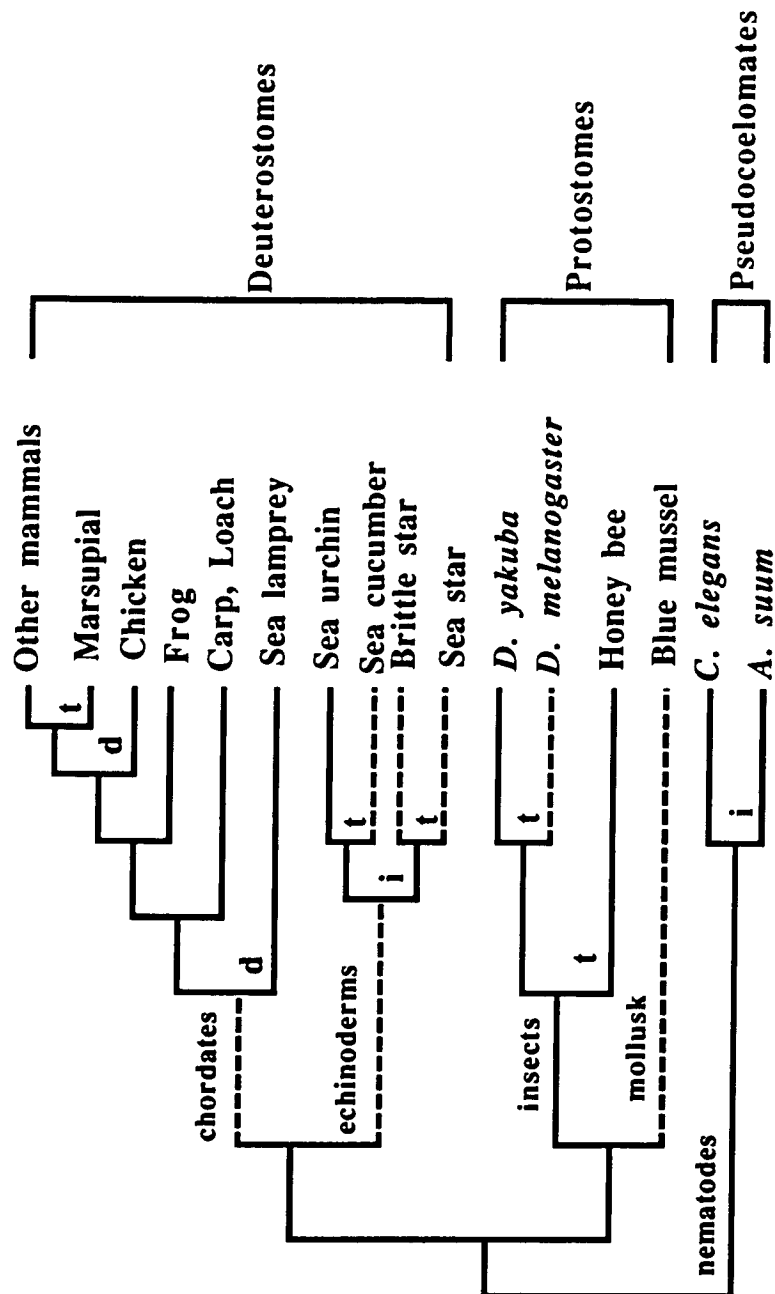 Other mammals
Marsupial
Chicken
Frog
Carp, Loach
Sea lamprey
Sea urchin
Sea cucumber
Brittle star
Sea star
D. yakuba
D. melanogaster
Honey bee
Blue mussel
C. elegans
A. suum
Deuterostomes
Protostomes
Pseudocoelomates
chordates
echinoderms
insects
mollusk
nematodes
t
d
d
t
i
t
t
t
i